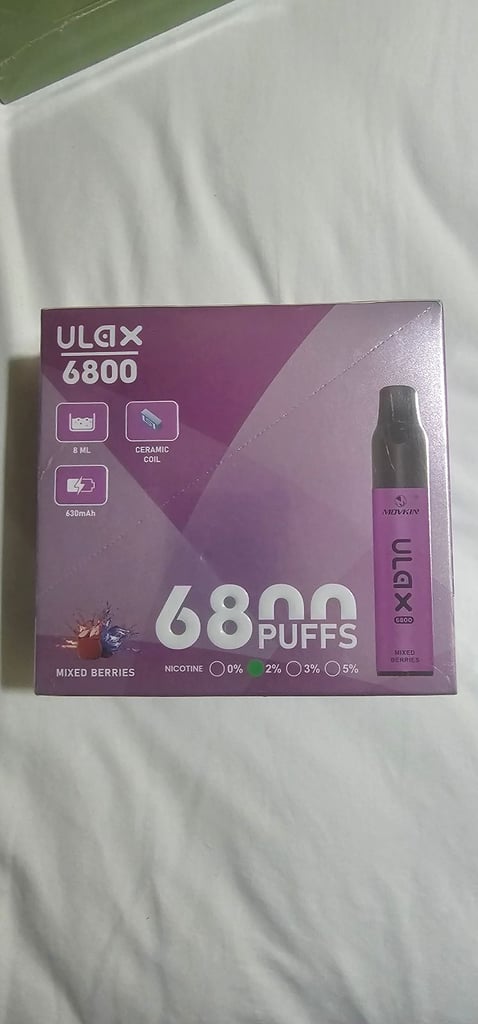 ULAX
6800
8 ML
CERAMIC
COIL
630mAh
MOVKIN
ULAX
6800
MIXED
BERRIES
6800
PUFFS
MIXED BERRIES
NICOTINE 0% 2% 3% 5%